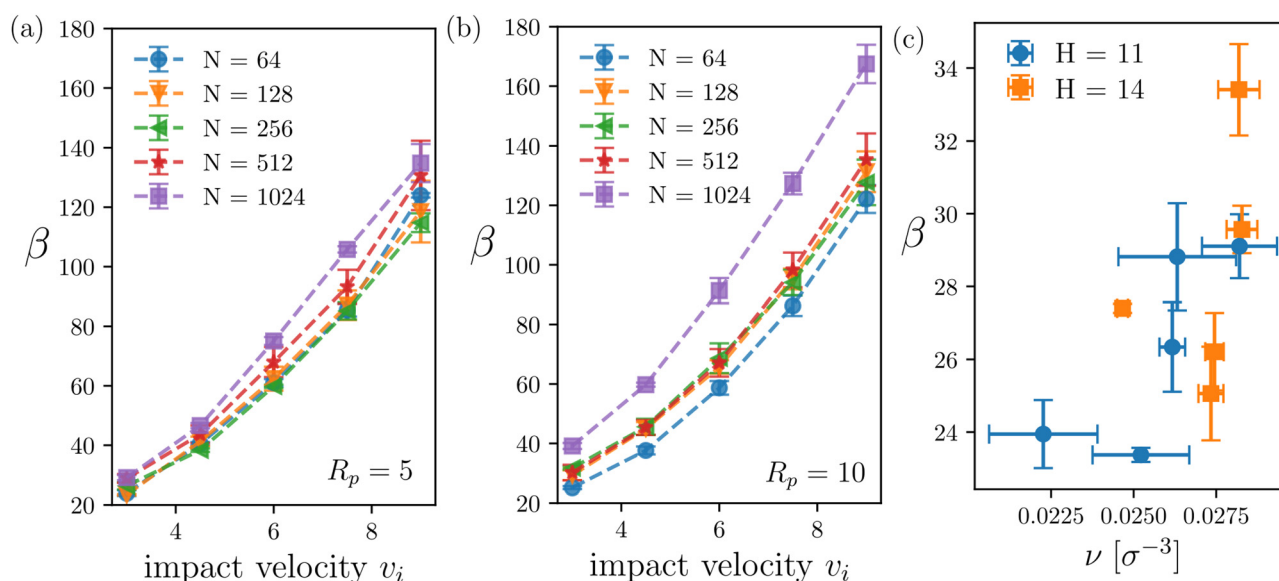 (a)
180
160
140
120
100
80
60
40
20
β
N = 64
N = 128
N = 256
N = 512
N = 1024
R_p = 5
4 6 8
impact velocity v_i
(b)
180
160
140
120
100
80
60
40
20
β
N = 64
N = 128
N = 256
N = 512
N = 1024
R_p = 10
4 6 8
impact velocity v_i
(c)
34
32
30
28
26
24
β
H = 11
H = 14
0.0225 0.0250 0.0275
ν [σ⁻³]